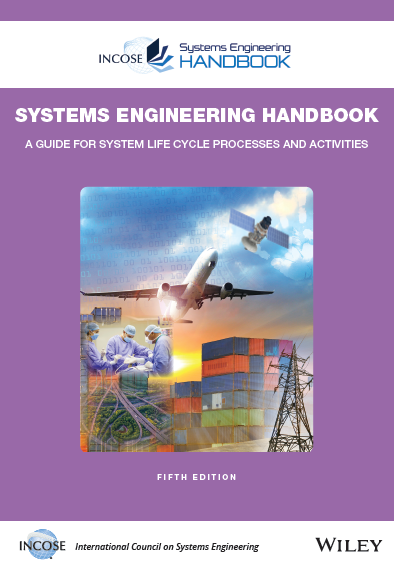 INCOSE
Systems Engineering
HANDBOOK
SYSTEMS ENGINEERING HANDBOOK
A GUIDE FOR SYSTEM LIFE CYCLE PROCESSES AND ACTIVITIES
FIFTH EDITION
INCOSE
International Council on Systems Engineering
WILEY